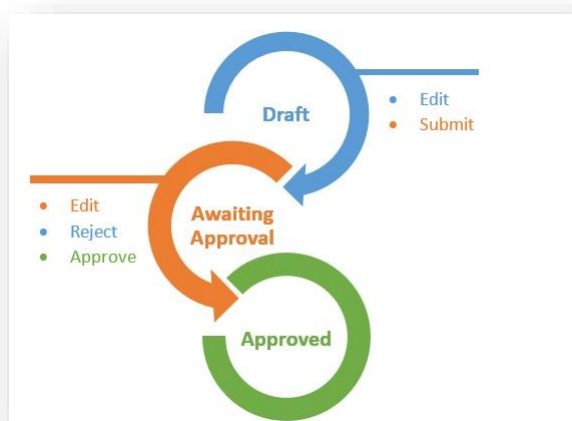 Draft
• Edit
• Submit
• Edit
• Reject
• Approve
Awaiting
Approval
Approved